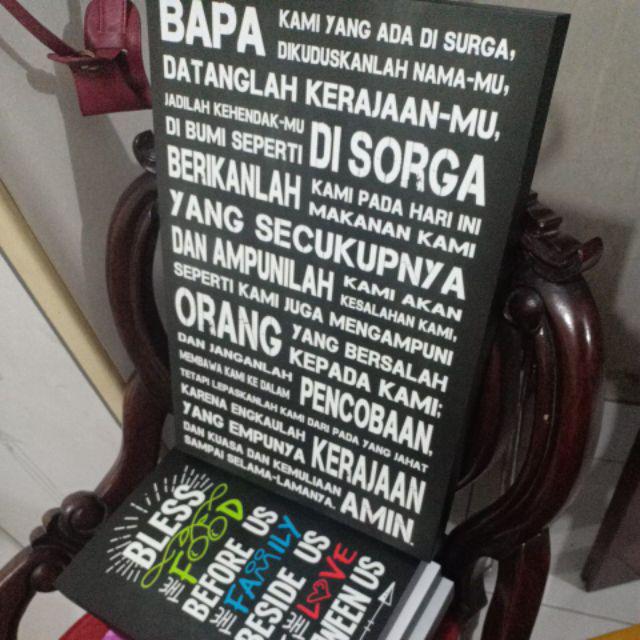 BAPA KAMI YANG ADA DI SURGA,
DIKUDUSKANLAH NAMA-MU,
DATANGLAH KERAJAAN-MU,
JADILAH KEHENDAK-MU
DI BUMI SEPERTI DI SORGA
BERIKANLAH KAMI PADA HARI INI
MAKANAN KAMI
YANG SECUKUPNYA
DAN AMPUNILAH KAMI AKAN
KESALAHAN KAMI,
SEPERTI KAMI JUGA MENGAMPUNI
ORANG YANG BERSALAH
KEPADA KAMI;
DAN JANGANLAH
MEMBAWA KAMI KE DALAM PENCOBAAN,
TETAPI LEPASKANLAH KAMI DARI PADA YANG JAHAT
KARENA ENGKAULAH
YANG EMPUNYA KERAJAAN
DAN KUASA DAN KEMULIAAN
SAMPAI SELAMA-LAMANYA. AMIN.
BLESS
THE FOOD
BEFORE US
THE FAMILY
BESIDE US
THE LOVE
WEEN US